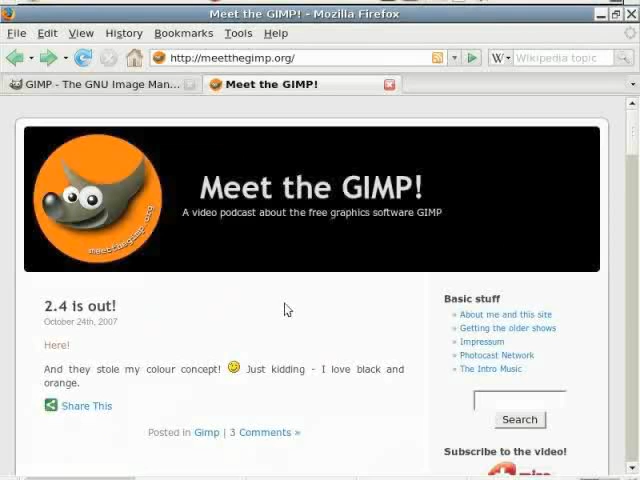 Meet the GIMP! - Mozilla Firefox
File Edit View History Bookmarks Tools Help
http://meetthegimp.org/
W Wikipedia topic
GIMP - The GNU Image Man...
Meet the GIMP!
Meet the GIMP!
A video podcast about the free graphics software GIMP
meetthegimp.org
2.4 is out!
October 24th, 2007
Here!
And they stole my colour concept! Just kidding - I love black and
orange.
Share This
Posted in Gimp | 3 Comments »
Basic stuff
» About me and this site
» Getting the older shows
» Impressum
» Photocast Network
» The Intro Music
Search
Subscribe to the video!